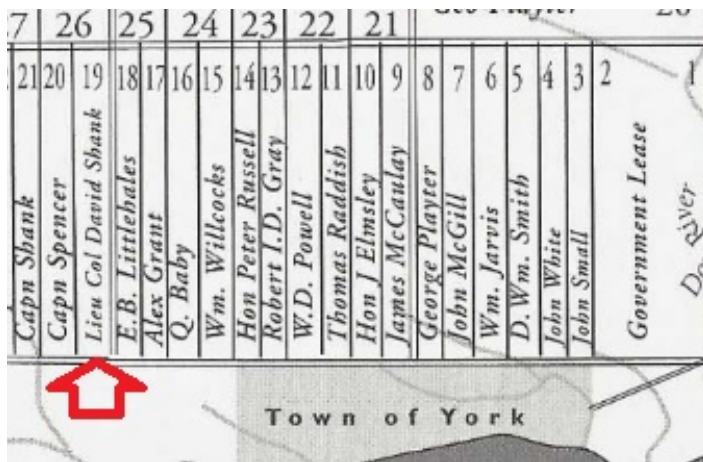 26 25 24 23 22 21
21 20 19 18 17 16 15 14 13 12 11 10 9 8 7 6 5 4 3 2 1
Capn Shank
Capn Spencer
Lieu Col David Shank
E.B. Littlehales
Alex Grant
Q. Baby
Wm. Willcocks
Hon Peter Russell
Robert I.D. Gray
W.D. Powell
Thomas Raddish
Hon J Elmsley
James McCaulay
George Playter
John McGill
Wm. Jarvis
D.Wm. Smith
John White
John Small
Government Lease
River
Town of York